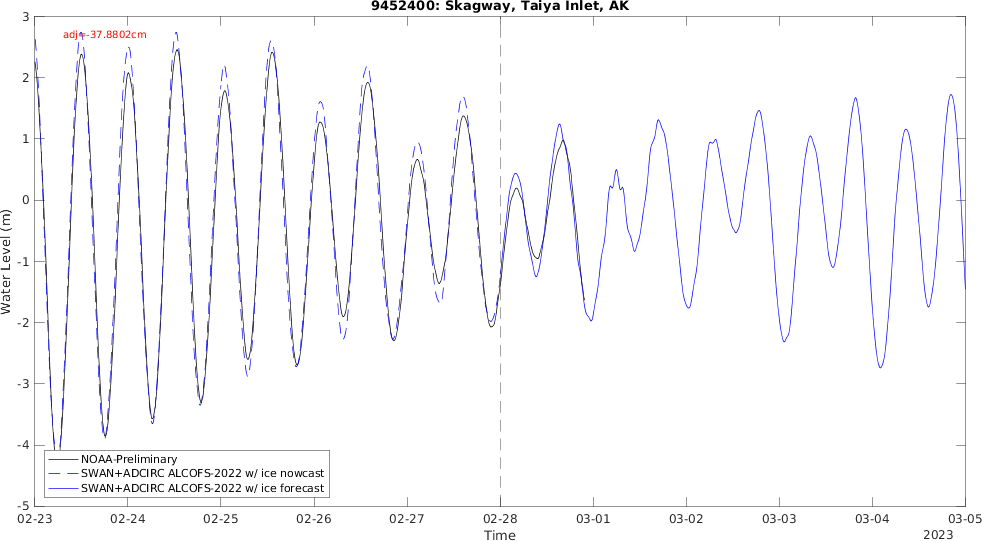 9452400: Skagway, Taiya Inlet, AK
adj=-37.8802cm
3
2
1
0
-1
-2
-3
-4
-5
Water Level (m)
NOAA-Preliminary
SWAN+ADCIRC ALCOFS-2022 w/ ice nowcast
SWAN+ADCIRC ALCOFS-2022 w/ ice forecast
02-23 02-24 02-25 02-26 02-27 02-28 03-01 03-02 03-03 03-04 03-05
Time
2023